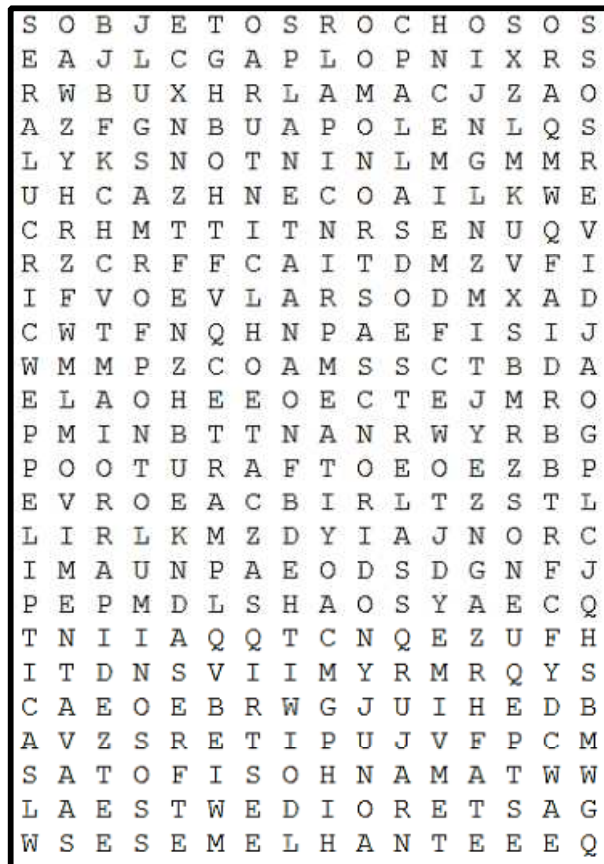 S O B J E T O S R O C H O S O S
E A J L C G A P L O P N I X R S
R W B U X H R L A M A C J Z A O
A Z F G N B U A P O L E N L Q S
L Y K S N O T N I N L M G M M R
U H C A Z H N E C O A I L K W E
C R H M T T I T N R S E N U Q V
R Z C R F F C A I T D M Z V F I
I F V O E V L A R S O D M X A D
C W T F N Q H N P A E F I S I J
W M M P Z C O A M S S C T B D A
E L A O H E E O E C T E J M R O
P M I N B T T N A N R W Y R B G
P O O T U R A F T O E O E Z B P
E V R O E A C B I R L T Z S T L
L I R L K M Z D Y I A J N O R C
I M A U N P A E O D S D G N F J
P E P M D L S H A O S Y A E C Q
T N I I A Q Q T C N Q E Z U F H
I T D N S V I I M Y R M R Q Y S
C A E O E B R W G J U I H E D B
A V Z S R E T I P U J V F P C M
S A T O F I S O H N A M A T W W
L A E S T W E D I O R E T S A G
W S E S E M E L H A N T E E E Q